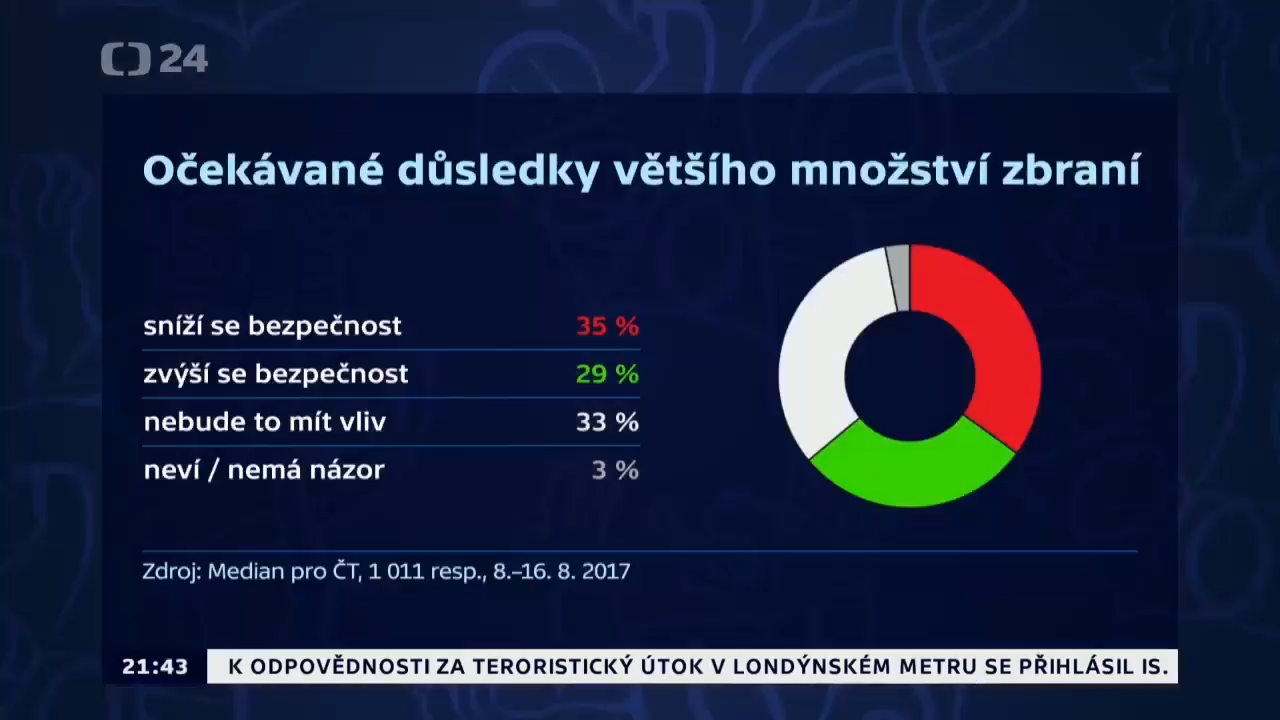 24
Očekávané důsledky většího množství zbraní
sníží se bezpečnost 35 %
zvýší se bezpečnost 29 %
nebude to mít vliv 33 %
neví / nemá názor 3 %
Zdroj: Median pro ČT, 1 011 resp., 8.–16. 8. 2017
21:43 K ODPOVĚDNOSTI ZA TERORISTICKÝ ÚTOK V LONDÝNSKÉM METRU SE PŘIHLÁSIL IS.